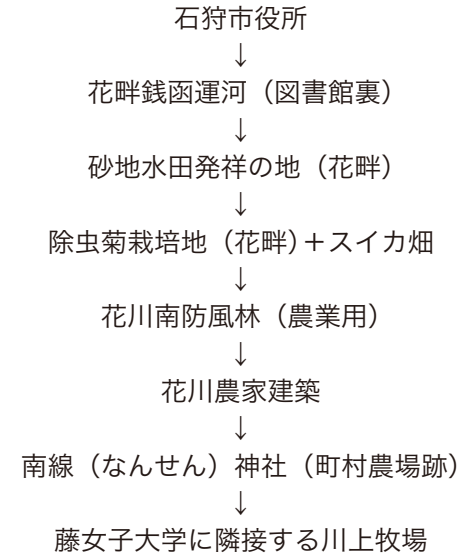 石狩市役所
↓
花畔銭函運河（図書館裏）
↓
砂地水田発祥の地（花畔）
↓
除虫菊栽培地（花畔）＋スイカ畑
↓
花川南防風林（農業用）
↓
花川農家建築
↓
南線（なんせん）神社（町村農場跡）
↓
藤女子大学に隣接する川上牧場